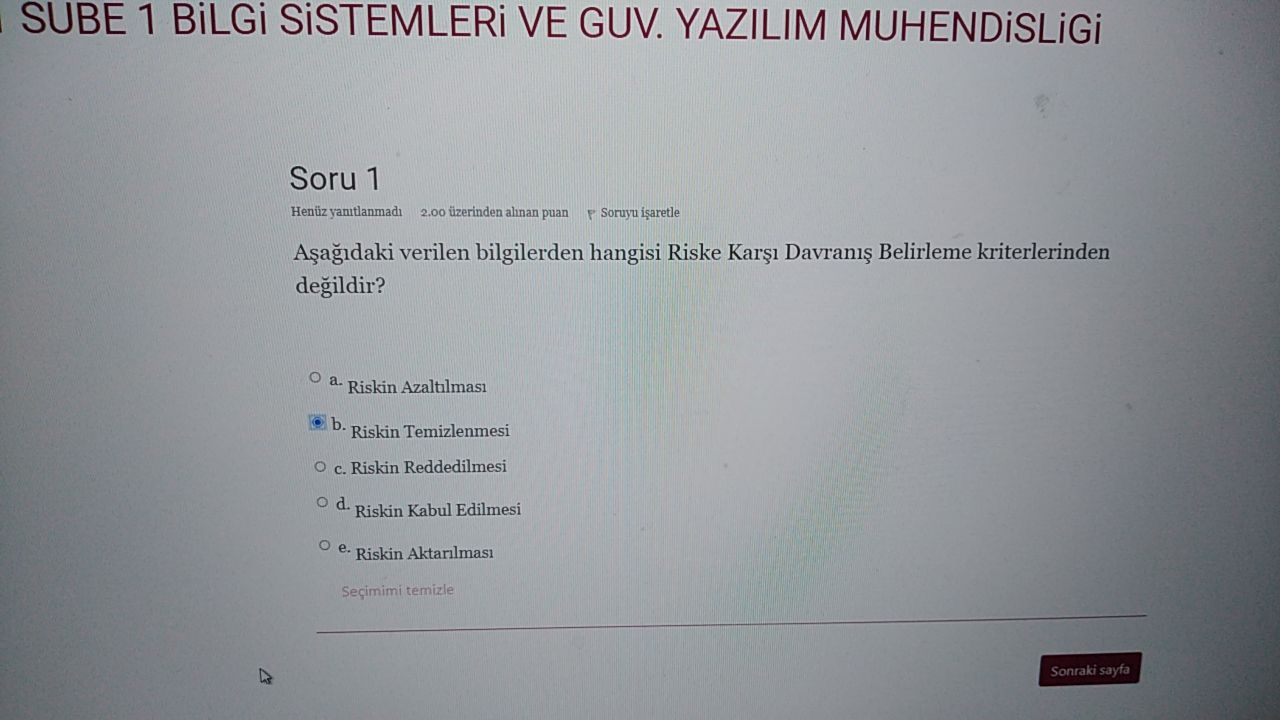 SUBE 1 BiLGi SiSTEMLERi VE GUV. YAZILIM MUHENDiSLiGi
Soru 1
Henüz yanıtlanmadı 2.00 üzerinden alınan puan Soruyu işaretle
Aşağıdaki verilen bilgilerden hangisi Riske Karşı Davranış Belirleme kriterlerinden
değildir?
a. Riskin Azaltılması
b. Riskin Temizlenmesi
c. Riskin Reddedilmesi
d. Riskin Kabul Edilmesi
e. Riskin Aktarılması
Seçimimi temizle
Sonraki sayfa